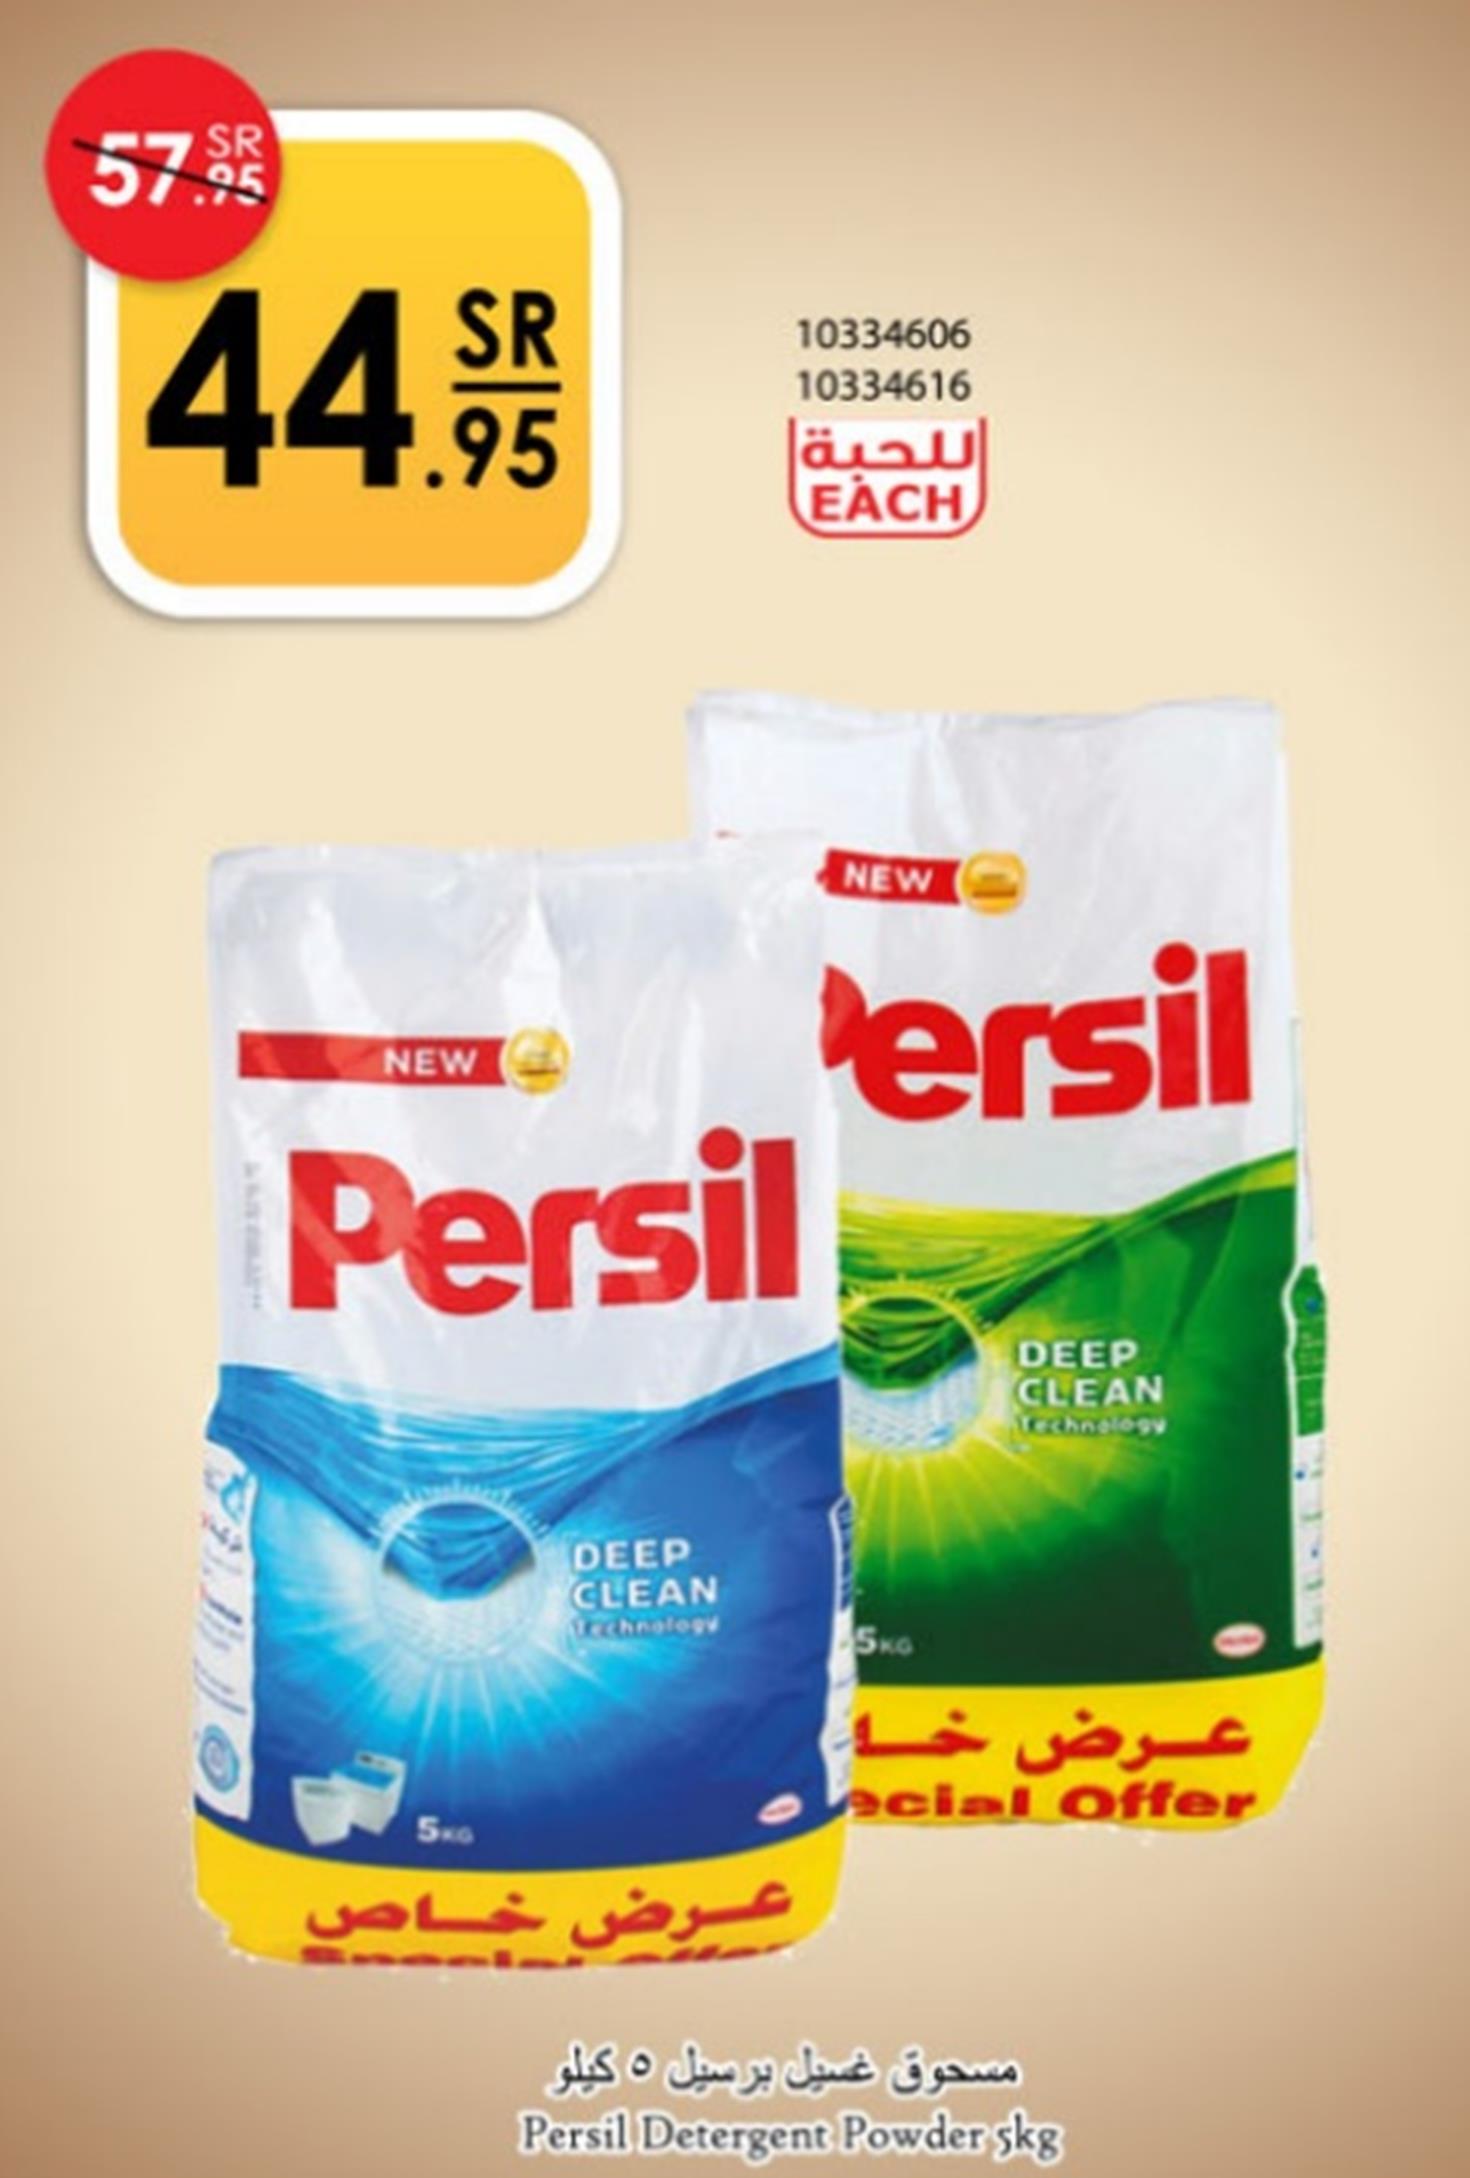 57.95 SR
44.95 SR
10334606
10334616
للحبة
EACH
NEW
Persil
DEEP
CLEAN
Technology
5KG
عرض خاص
NEW
Persil
DEEP
CLEAN
Technology
5KG
عرض خـ
ecial Offer
مسحوق غسيل برسيل ٥ كيلو
Persil Detergent Powder 5kg